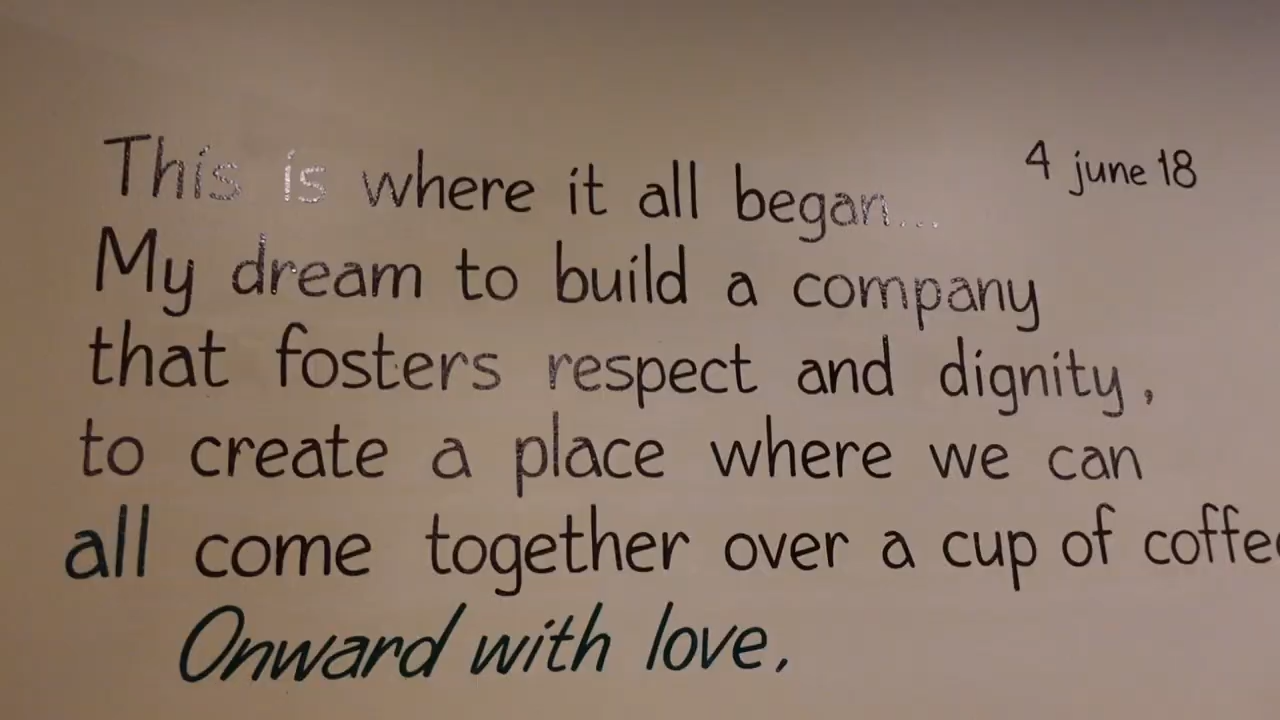 This is where it all began...
4 june 18
My dream to build a company
that fosters respect and dignity,
to create a place where we can
all come together over a cup of coffee
Onward with love,